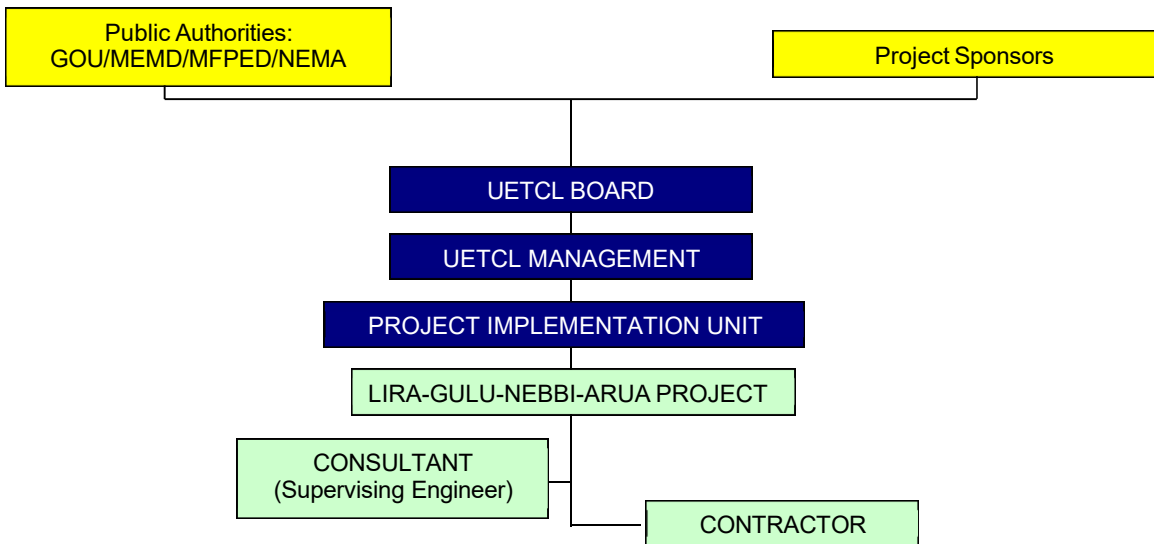 Public Authorities:
GOU/MEMD/MFPED/NEMA
Project Sponsors
UETCL BOARD
UETCL MANAGEMENT
PROJECT IMPLEMENTATION UNIT
LIRA-GULU-NEBBI-ARUA PROJECT
CONSULTANT
(Supervising Engineer)
CONTRACTOR